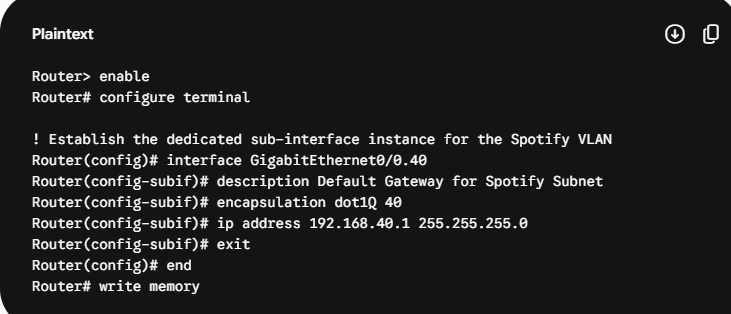 Plaintext
Router> enable
Router# configure terminal
! Establish the dedicated sub-interface instance for the Spotify VLAN
Router(config)# interface GigabitEthernet0/0.40
Router(config-subif)# description Default Gateway for Spotify Subnet
Router(config-subif)# encapsulation dot1Q 40
Router(config-subif)# ip address 192.168.40.1 255.255.255.0
Router(config-subif)# exit
Router(config)# end
Router# write memory